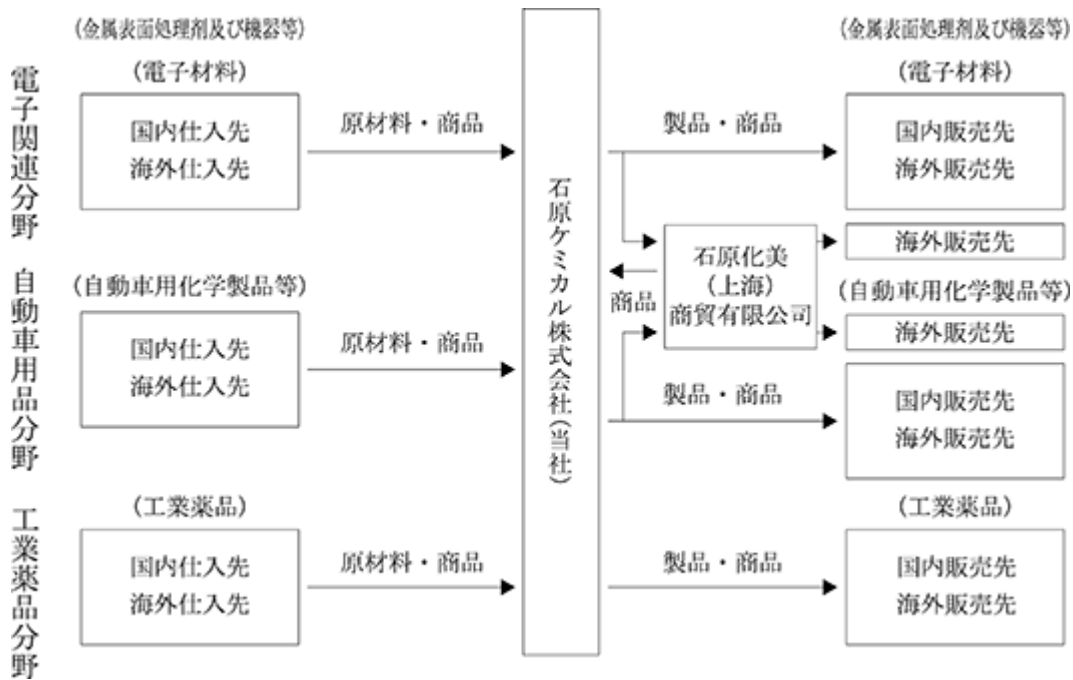 (金属表面処理剤及び機器等)
(電子材料)
電子関連分野
国内仕入先
海外仕入先
原材料・商品
自動車用品分野
(自動車用化学製品等)
国内仕入先
海外仕入先
原材料・商品
工業薬品分野
(工業薬品)
国内仕入先
海外仕入先
原材料・商品
石原ケミカル株式会社(当社)
製品・商品
石原化美
(上海)
商貿有限公司
商品
製品・商品
製品・商品
(金属表面処理剤及び機器等)
(電子材料)
国内販売先
海外販売先
海外販売先
(自動車用化学製品等)
海外販売先
国内販売先
海外販売先
(工業薬品)
国内販売先
海外販売先